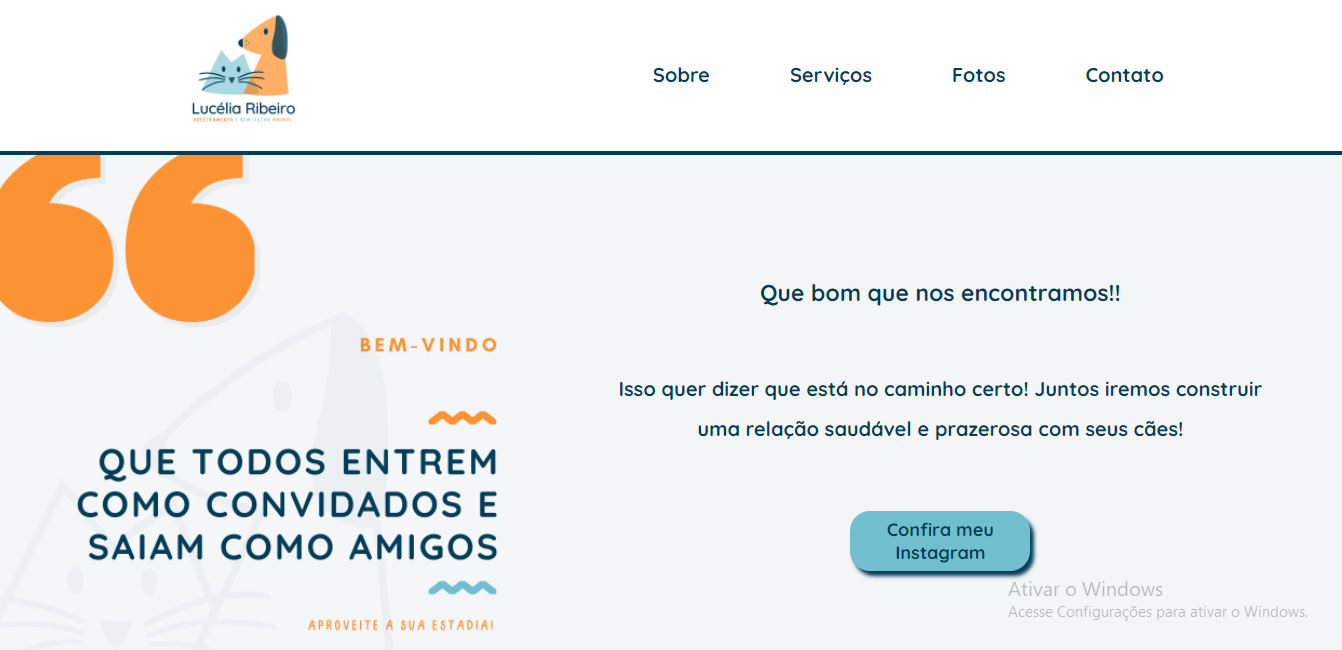 Lucélia Ribeiro
ADESTRAMENTO E BEM-ESTAR ANIMAL
Sobre
Serviços
Fotos
Contato
BEM-VINDO
QUE TODOS ENTREM
COMO CONVIDADOS E
SAIAM COMO AMIGOS
APROVEITE A SUA ESTADIA!
Que bom que nos encontramos!!
Isso quer dizer que está no caminho certo! Juntos iremos construir
uma relação saudável e prazerosa com seus cães!
Confira meu
Instagram
Ativar o Windows
Acesse Configurações para ativar o Windows.